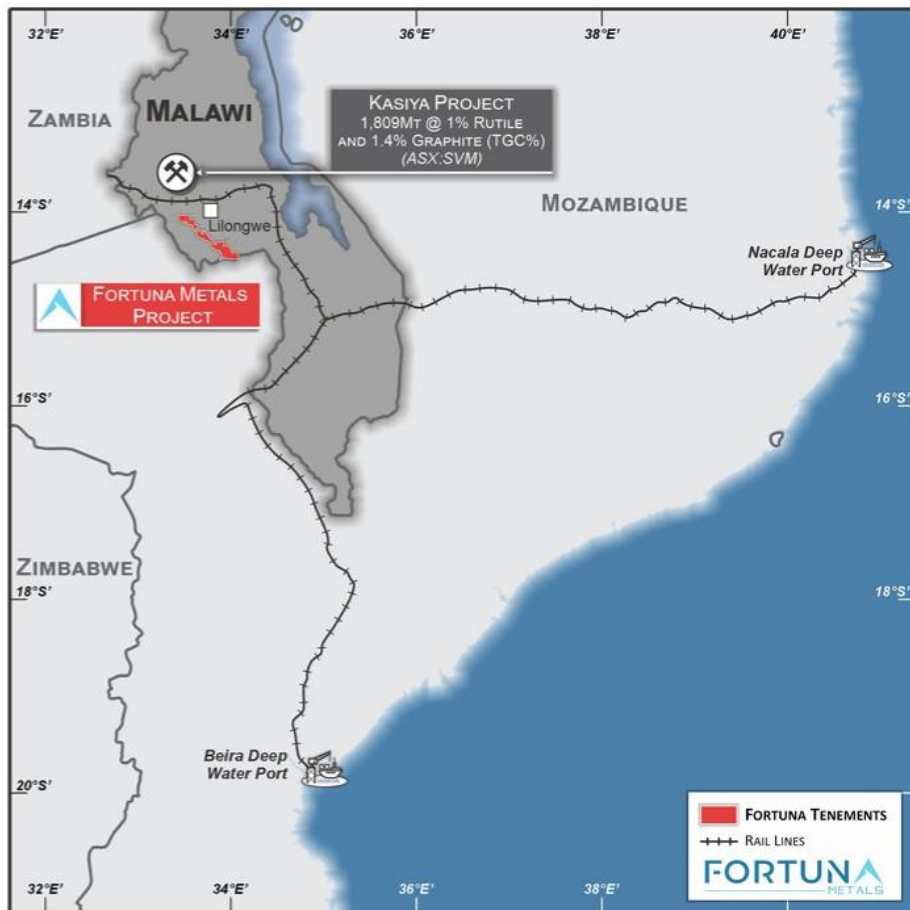 32°E'
34°E'
36°E'
38°E'
40°E'
ZAMBIA
MALAWI
KASIYA PROJECT
1,809MT @ 1% RUTILE
AND 1.4% GRAPHITE (TGC%)
(ASX:SVM)
14°S'
MOZAMBIQUE
14°S'
Lilongwe
Nacala Deep
Water Port
FORTUNA METALS
PROJECT
16°S'
16°S'
ZIMBABWE
18°S'
18°S'
Beira Deep
Water Port
20°S'
FORTUNA TENEMENTS
RAIL LINES
FORTUNA
METALS
32°E'
34°E'
36°E'
38°E'
40°E'